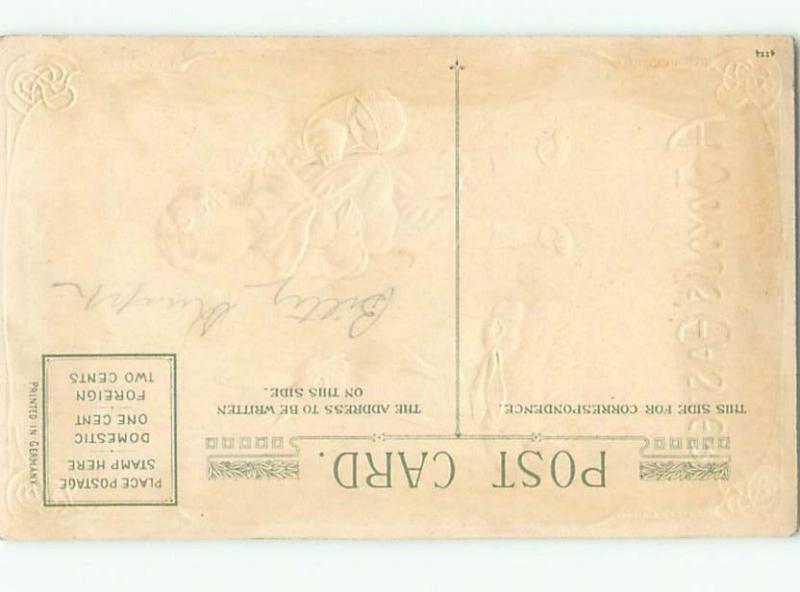 POST CARD.
THIS SIDE FOR CORRESPONDENCE.
THE ADDRESS TO BE WRITTEN
ON THIS SIDE.
PLACE POSTAGE
STAMP HERE
DOMESTIC
ONE CENT
FOREIGN
TWO CENTS
PRINTED IN GERMANY
Billy
4224